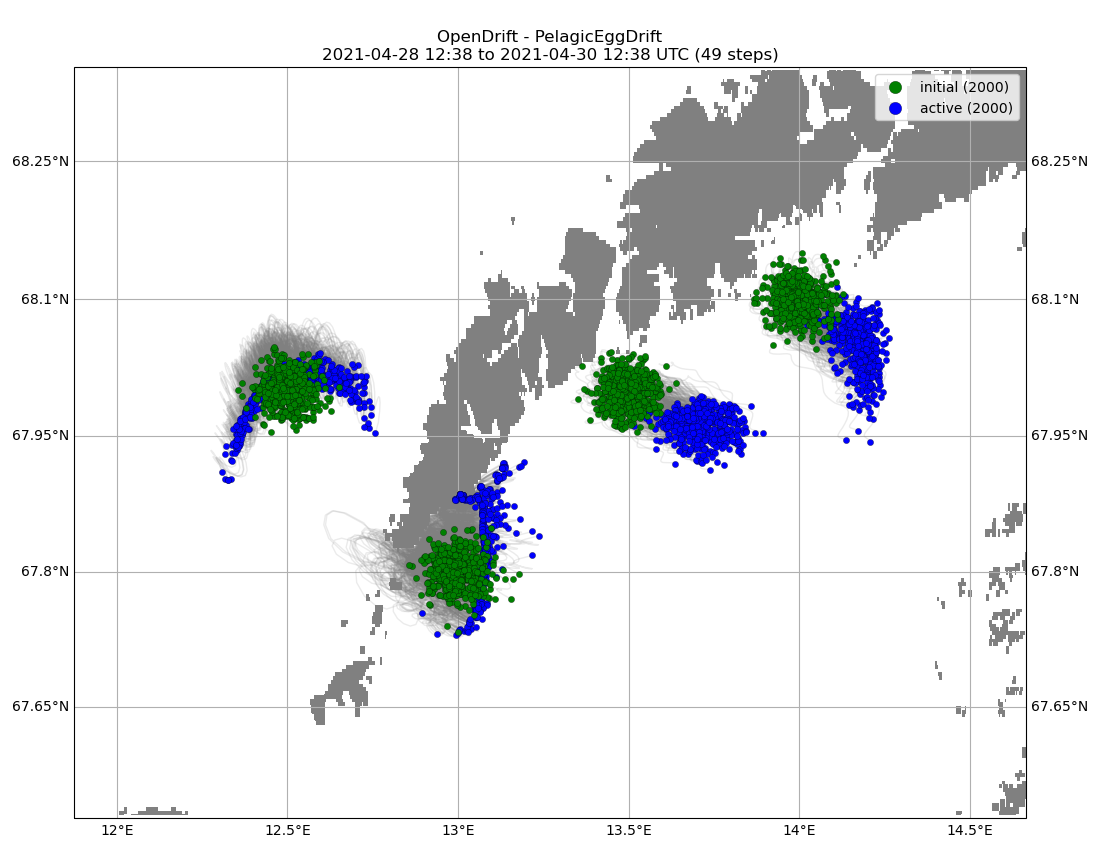 OpenDrift - PelagicEggDrift
2021-04-28 12:38 to 2021-04-30 12:38 UTC (49 steps)
initial (2000)
active (2000)
68.25°N
68.25°N
68.1°N
68.1°N
67.95°N
67.95°N
67.8°N
67.8°N
67.65°N
67.65°N
12°E
12.5°E
13°E
13.5°E
14°E
14.5°E